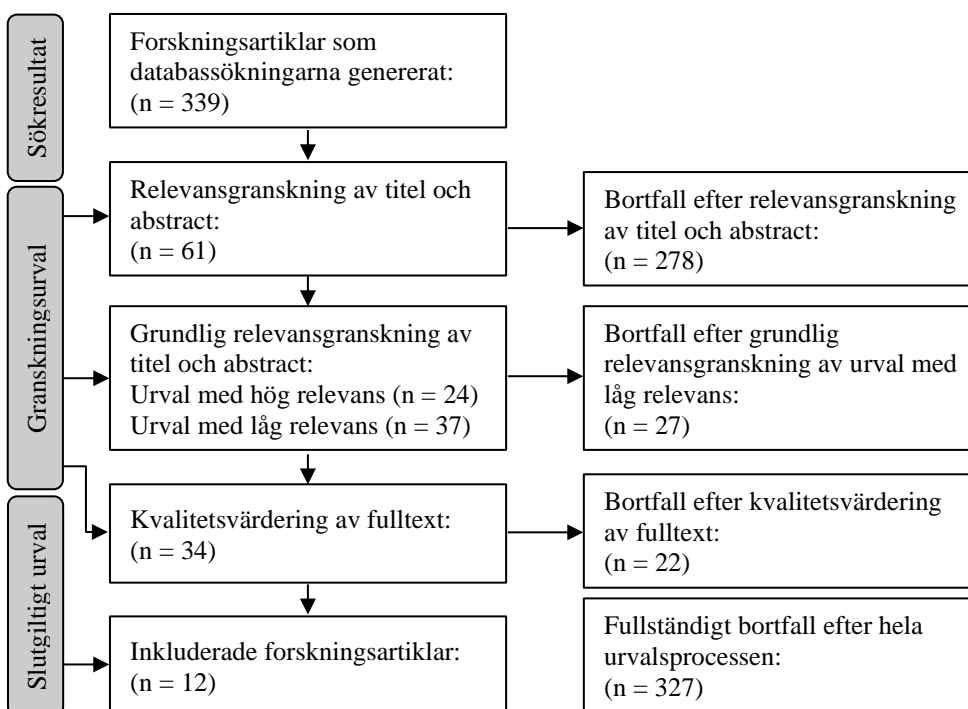 Sökresultat
Forskningsartiklar som
databassökningarna genererat:
(n = 339)
Granskningsurval
Relevansgranskning av titel och
abstract:
(n = 61)
Bortfall efter relevansgranskning
av titel och abstract:
(n = 278)
Grundlig relevansgranskning av
titel och abstract:
Urval med hög relevans (n = 24)
Urval med låg relevans (n = 37)
Bortfall efter grundlig
relevansgranskning av urval med
låg relevans:
(n = 27)
Kvalitetsvärdering av fulltext:
(n = 34)
Bortfall efter kvalitetsvärdering
av fulltext:
(n = 22)
Slutgiltigt urval
Inkluderade forskningsartiklar:
(n = 12)
Fullständigt bortfall efter hela
urvalsprocessen:
(n = 327)